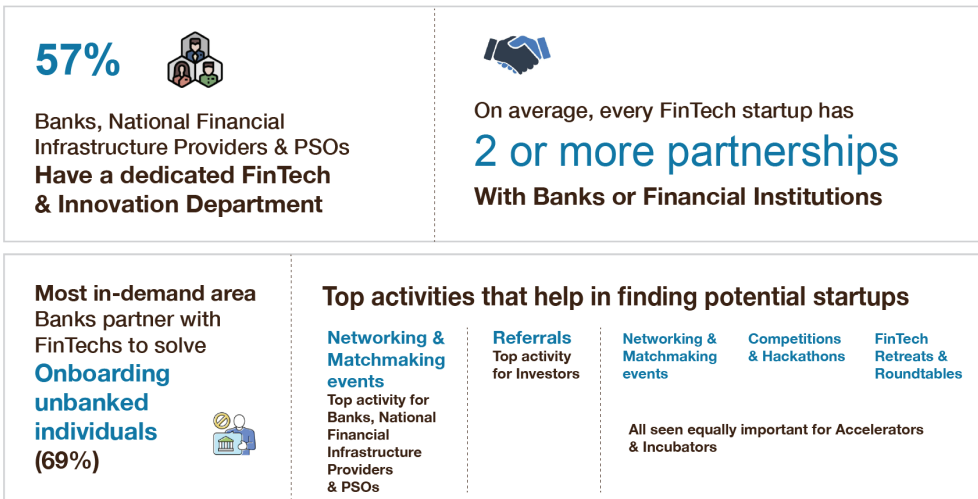 57%
Banks, National Financial
Infrastructure Providers & PSOs
Have a dedicated FinTech
& Innovation Department
On average, every FinTech startup has
2 or more partnerships
With Banks or Financial Institutions
Most in-demand area
Banks partner with
FinTechs to solve
Onboarding
unbanked
individuals
(69%)
Top activities that help in finding potential startups
Networking &
Matchmaking
events
Top activity for
Banks, National
Financial
Infrastructure
Providers
& PSOs
Referrals
Top activity
for Investors
Networking &
Matchmaking
events
Competitions
& Hackathons
FinTech
Retreats &
Roundtables
All seen equally important for Accelerators
& Incubators